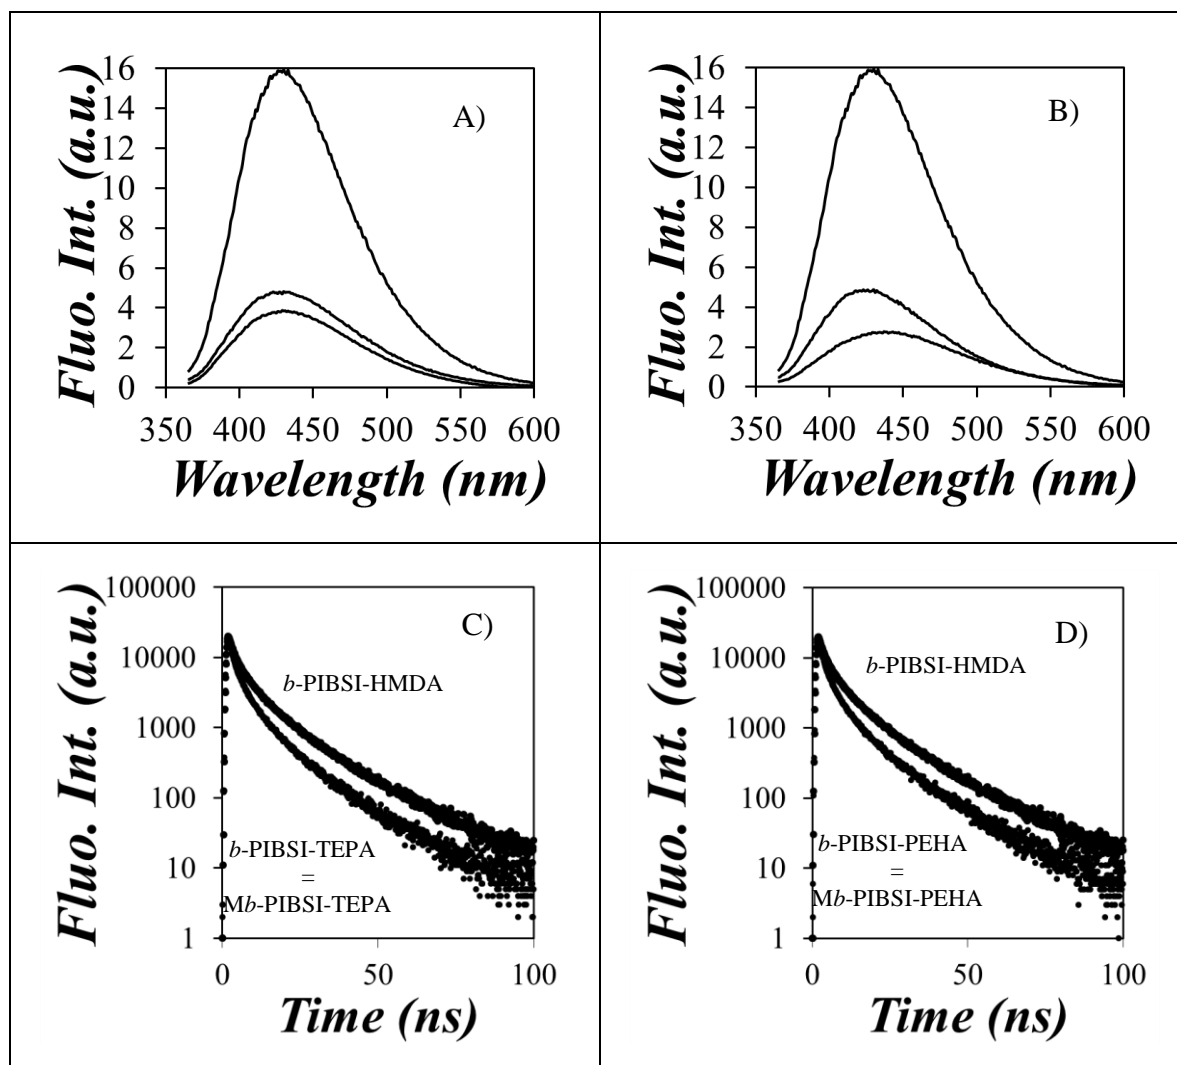 A)
Fluo. Int. (a.u.)
16
14
12
10
8
6
4
2
0
350 400 450 500 550 600
Wavelength (nm)
B)
Fluo. Int. (a.u.)
16
14
12
10
8
6
4
2
0
350 400 450 500 550 600
Wavelength (nm)
C)
Fluo. Int. (a.u.)
100000
10000
1000
100
10
1
b-PIBSI-HMDA
b-PIBSI-TEPA
=
Mb-PIBSI-TEPA
0 50 100
Time (ns)
D)
Fluo. Int. (a.u.)
100000
10000
1000
100
10
1
b-PIBSI-HMDA
b-PIBSI-PEHA
=
Mb-PIBSI-PEHA
0 50 100
Time (ns)